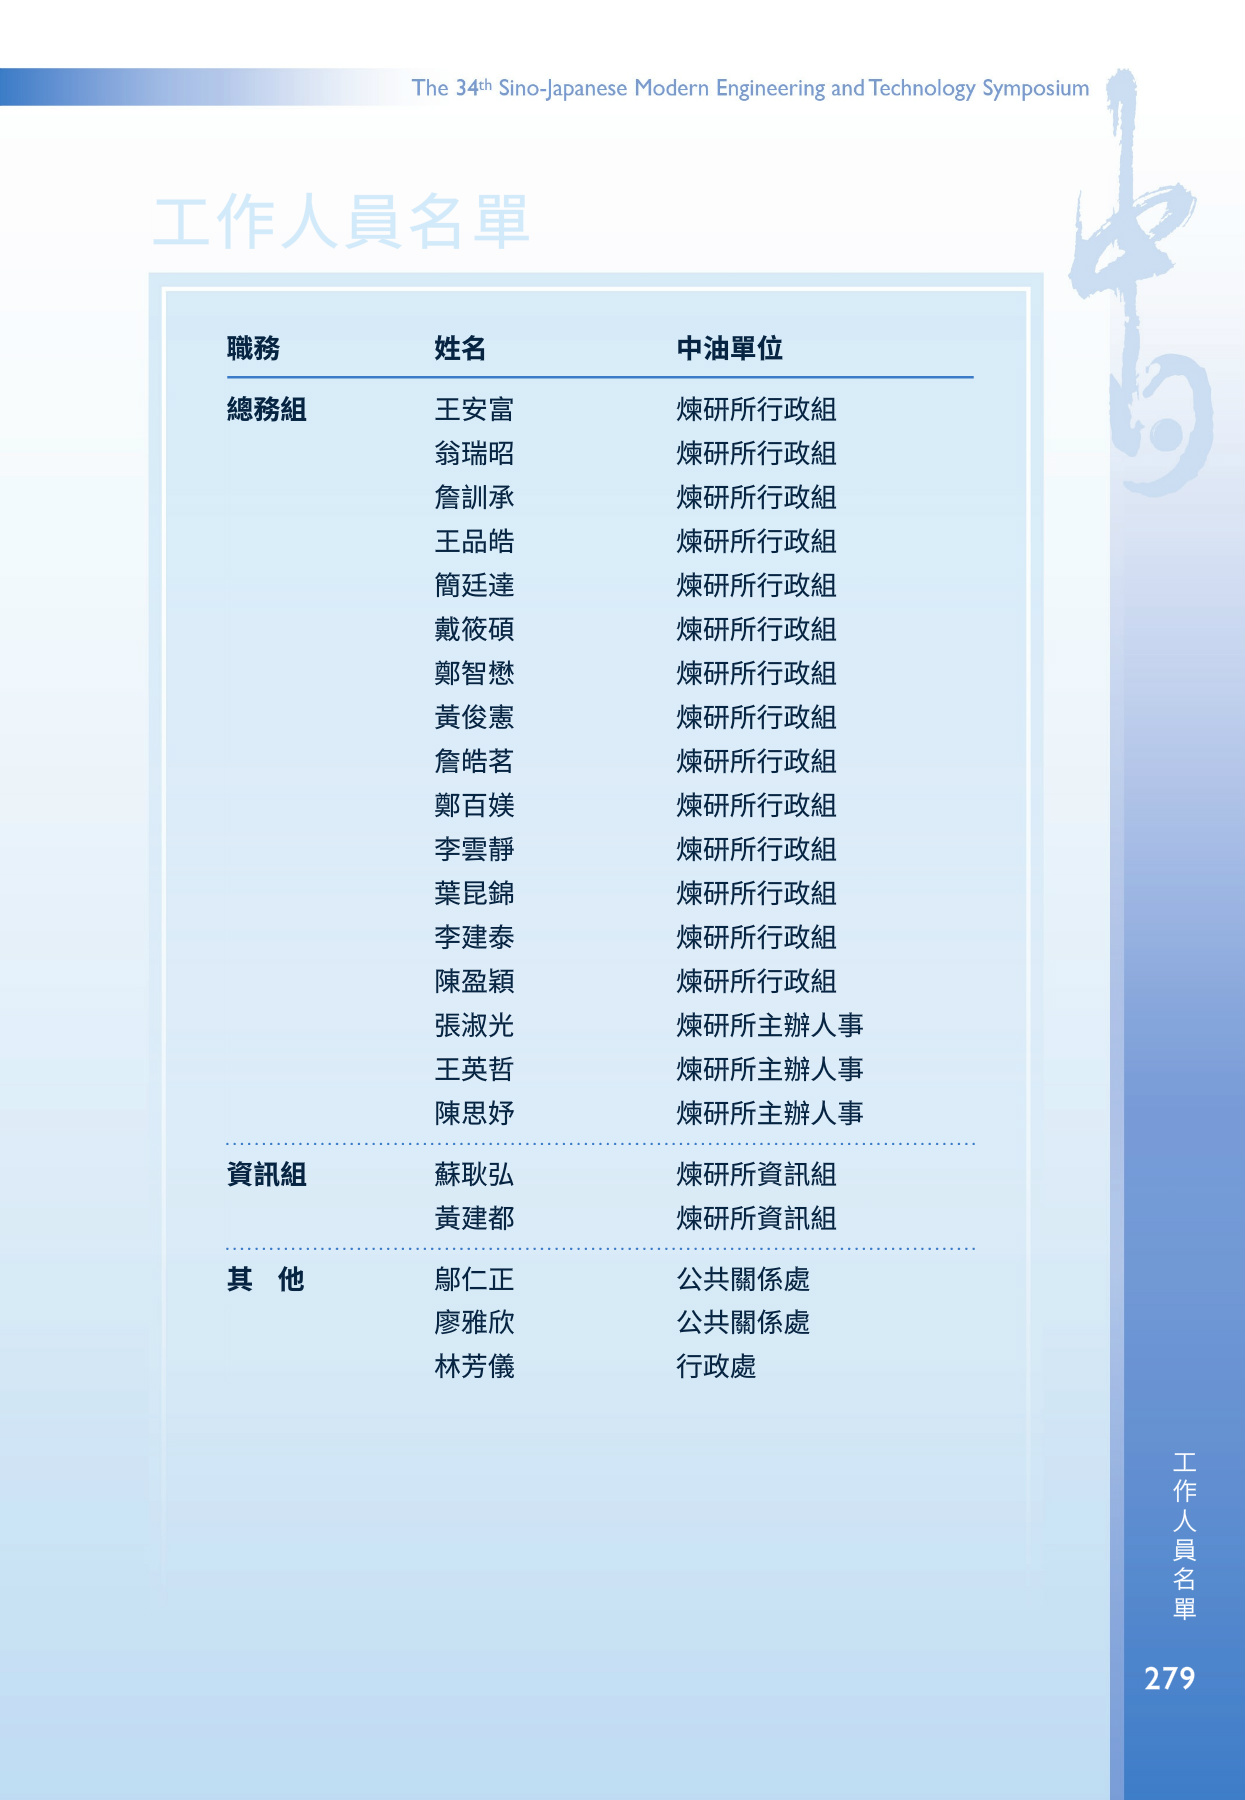 The 34th Sino-Japanese Modern Engineering and Technology Symposium
工作人員名單
職務 姓名 中油單位
總務組 王安富 煉研所行政組
翁瑞昭 煉研所行政組
詹訓承 煉研所行政組
王品皓 煉研所行政組
簡廷達 煉研所行政組
戴筱碩 煉研所行政組
鄭智懋 煉研所行政組
黃俊憲 煉研所行政組
詹皓茗 煉研所行政組
鄭百媄 煉研所行政組
李雲靜 煉研所行政組
葉昆錦 煉研所行政組
李建泰 煉研所行政組
陳盈穎 煉研所行政組
張淑光 煉研所主辦人事
王英哲 煉研所主辦人事
陳思妤 煉研所主辦人事
資訊組 蘇耿弘 煉研所資訊組
黃建都 煉研所資訊組
其 他 鄔仁正 公共關係處
廖雅欣 公共關係處
林芳儀 行政處
工作人員名單
279
中
日